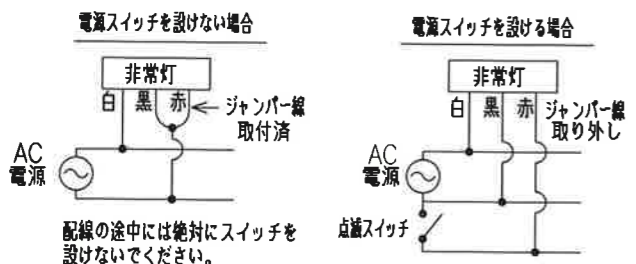 電源スイッチを設けない場合
非常灯
白 黒 赤
ジャンパー線
取付済
AC
電源
配線の途中には絶対にスイッチを
設けないでください。
電源スイッチを設ける場合
非常灯
白 黒 赤
ジャンパー線
取り外し
AC
電源
点滅スイッチ